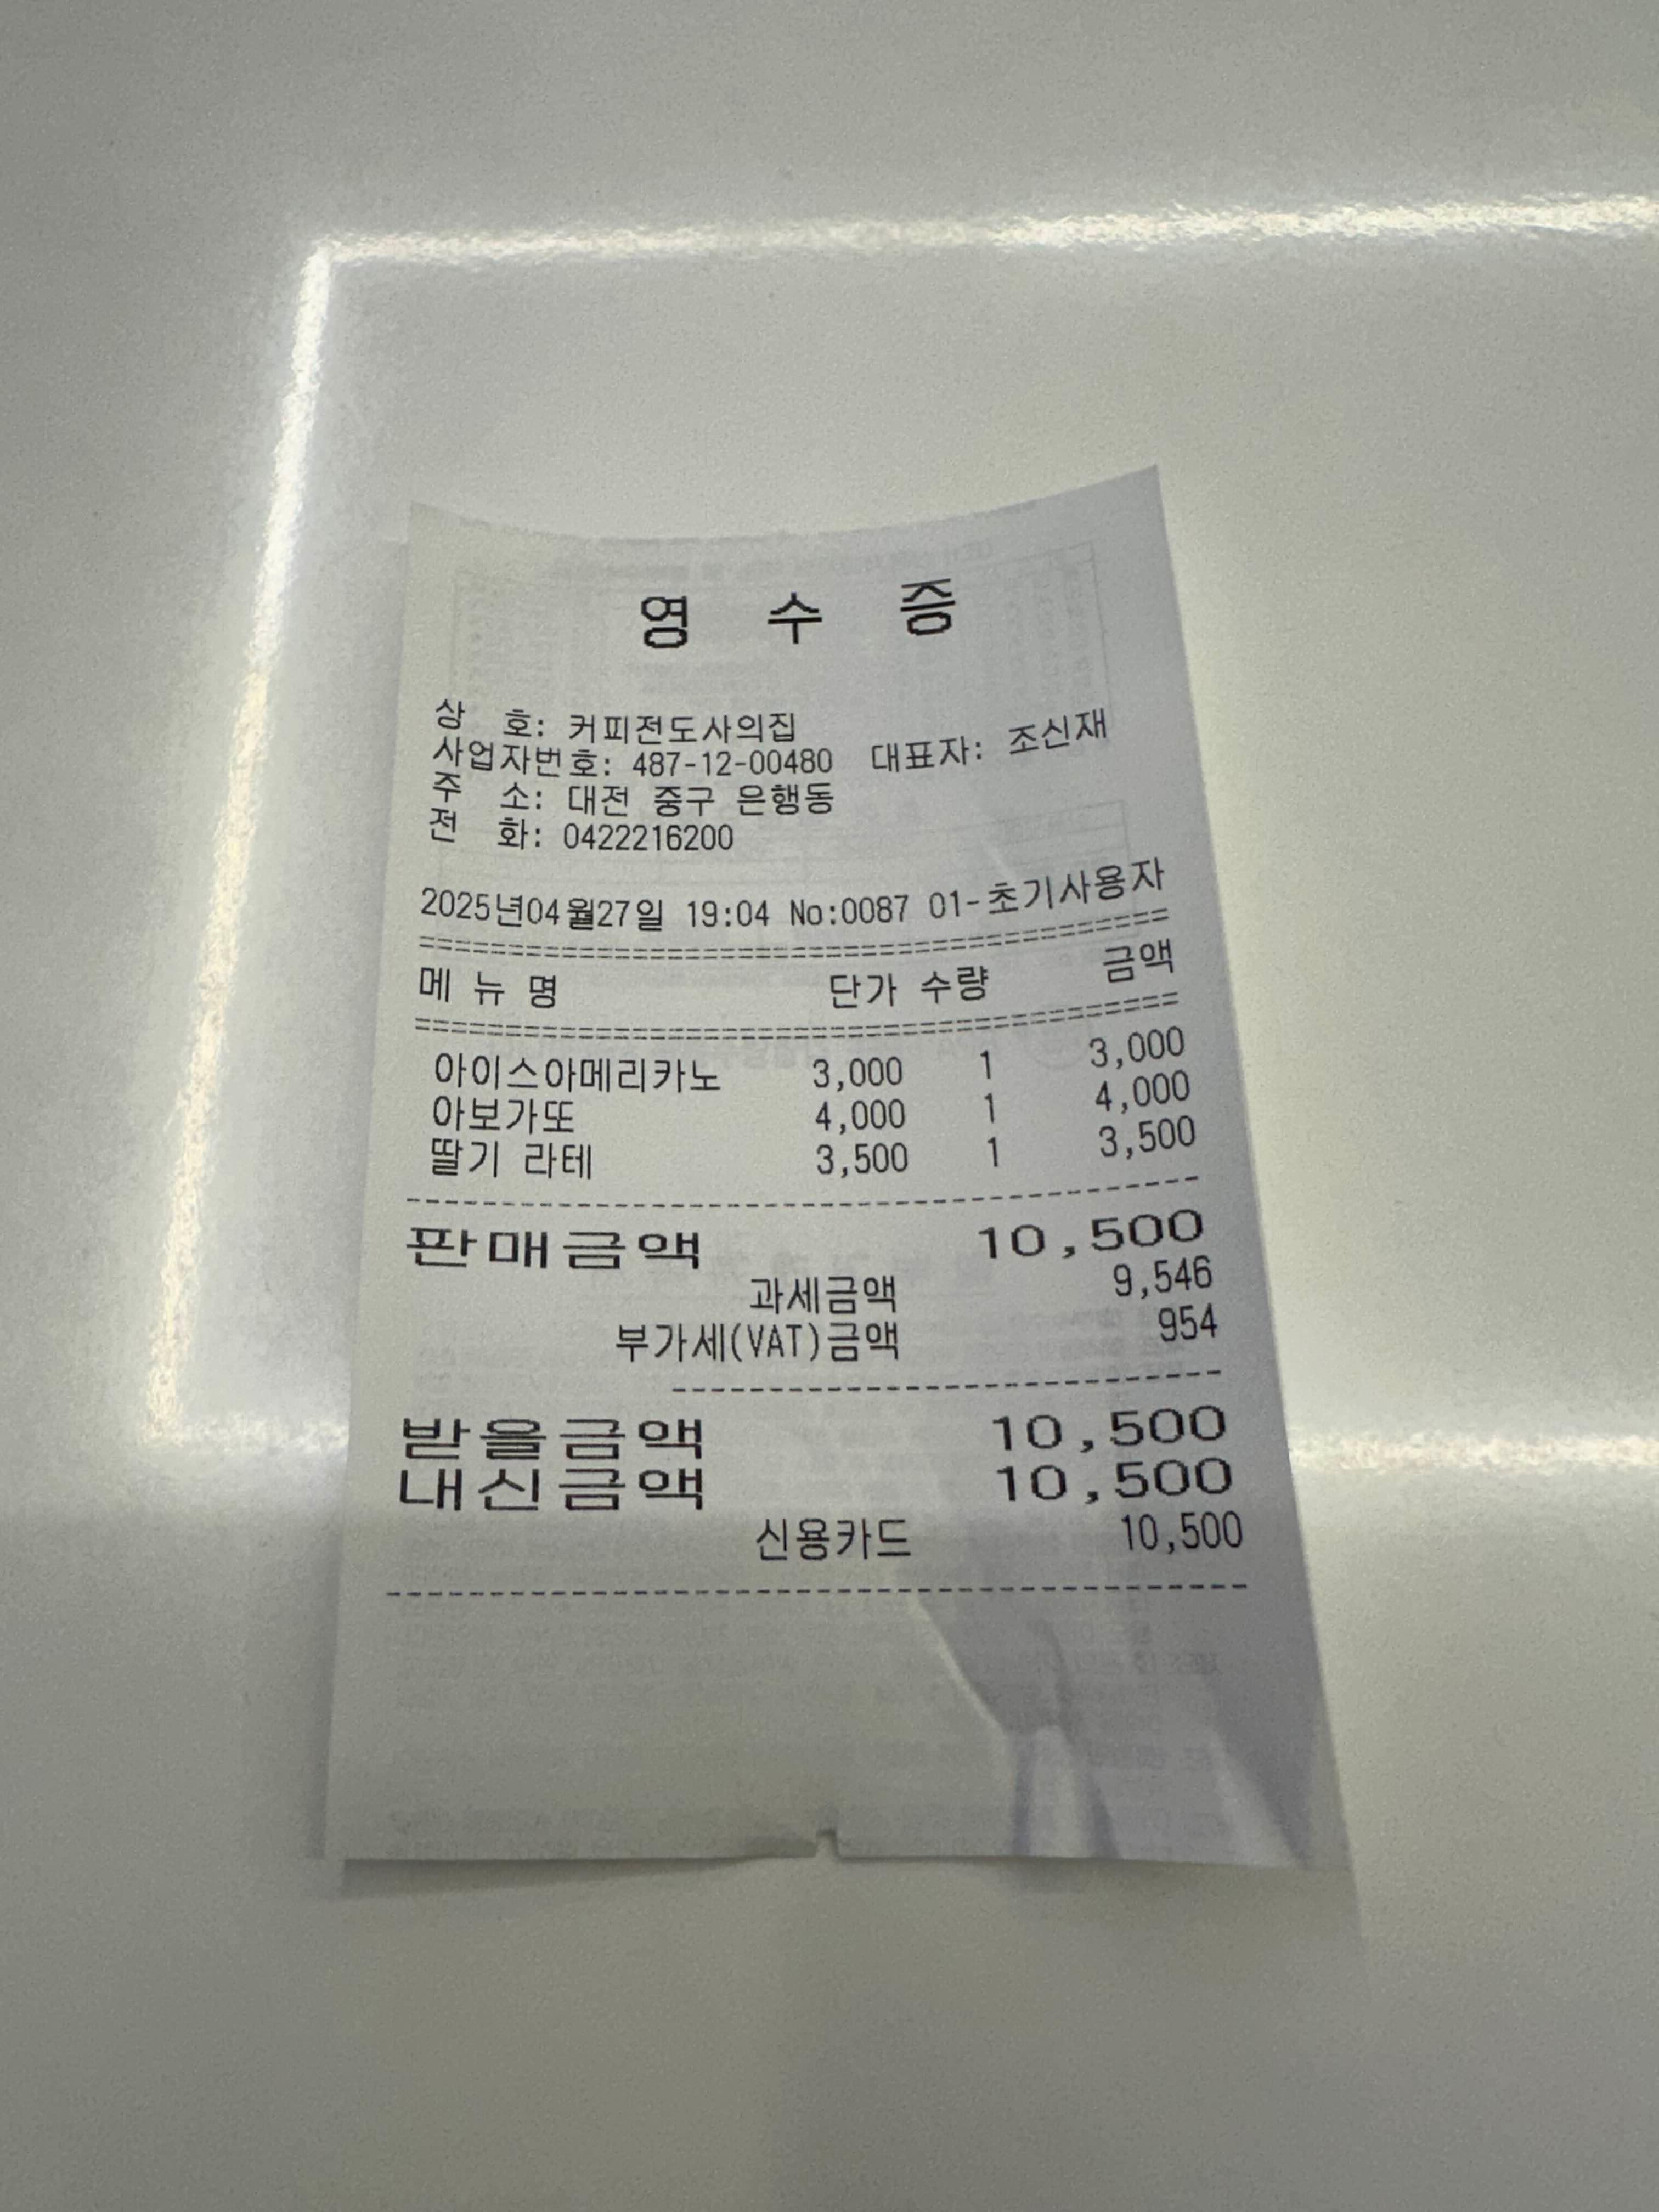 영 수 증
상 호: 커피전도사의집
사업자번호: 487-12-00480 대표자: 조신재
주 소: 대전 중구 은행동
전 화: 0422216200
2025년04월27일 19:04 No:0087 01-초기사용자
========================================
메 뉴 명 단가 수량 금액
========================================
아이스아메리카노 3,000 1 3,000
아보가또 4,000 1 4,000
딸기 라테 3,500 1 3,500
판매금액 10,500
과세금액 9,546
부가세(VAT)금액 954
받을금액 10,500
내신금액 10,500
신용카드 10,500